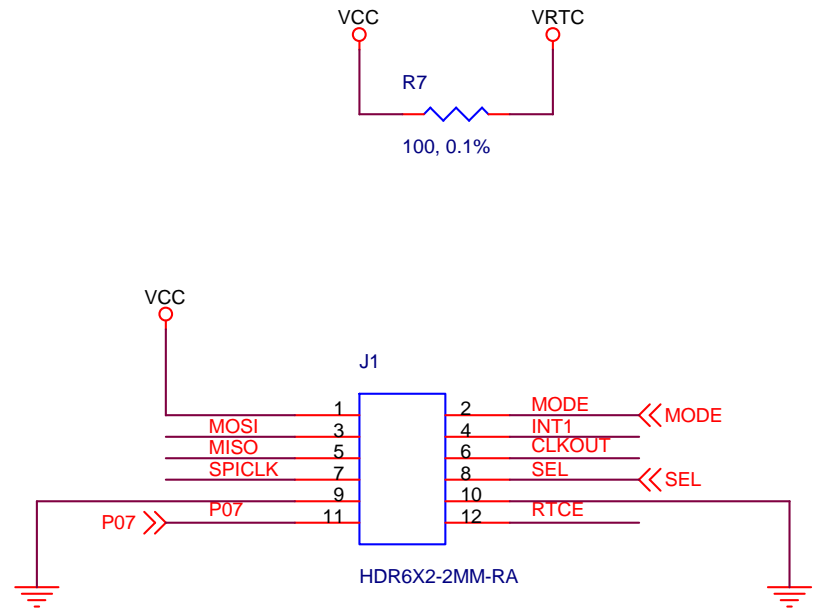 VCC VRTC
R7
100, 0.1%
VCC
J1
1 2 MODE MODE
MOSI 3 4 INT1
MISO 5 6 CLKOUT
SPICLK 7 8 SEL SEL
9 10
P07 P07 11 12 RTCE
HDR6X2-2MM-RA